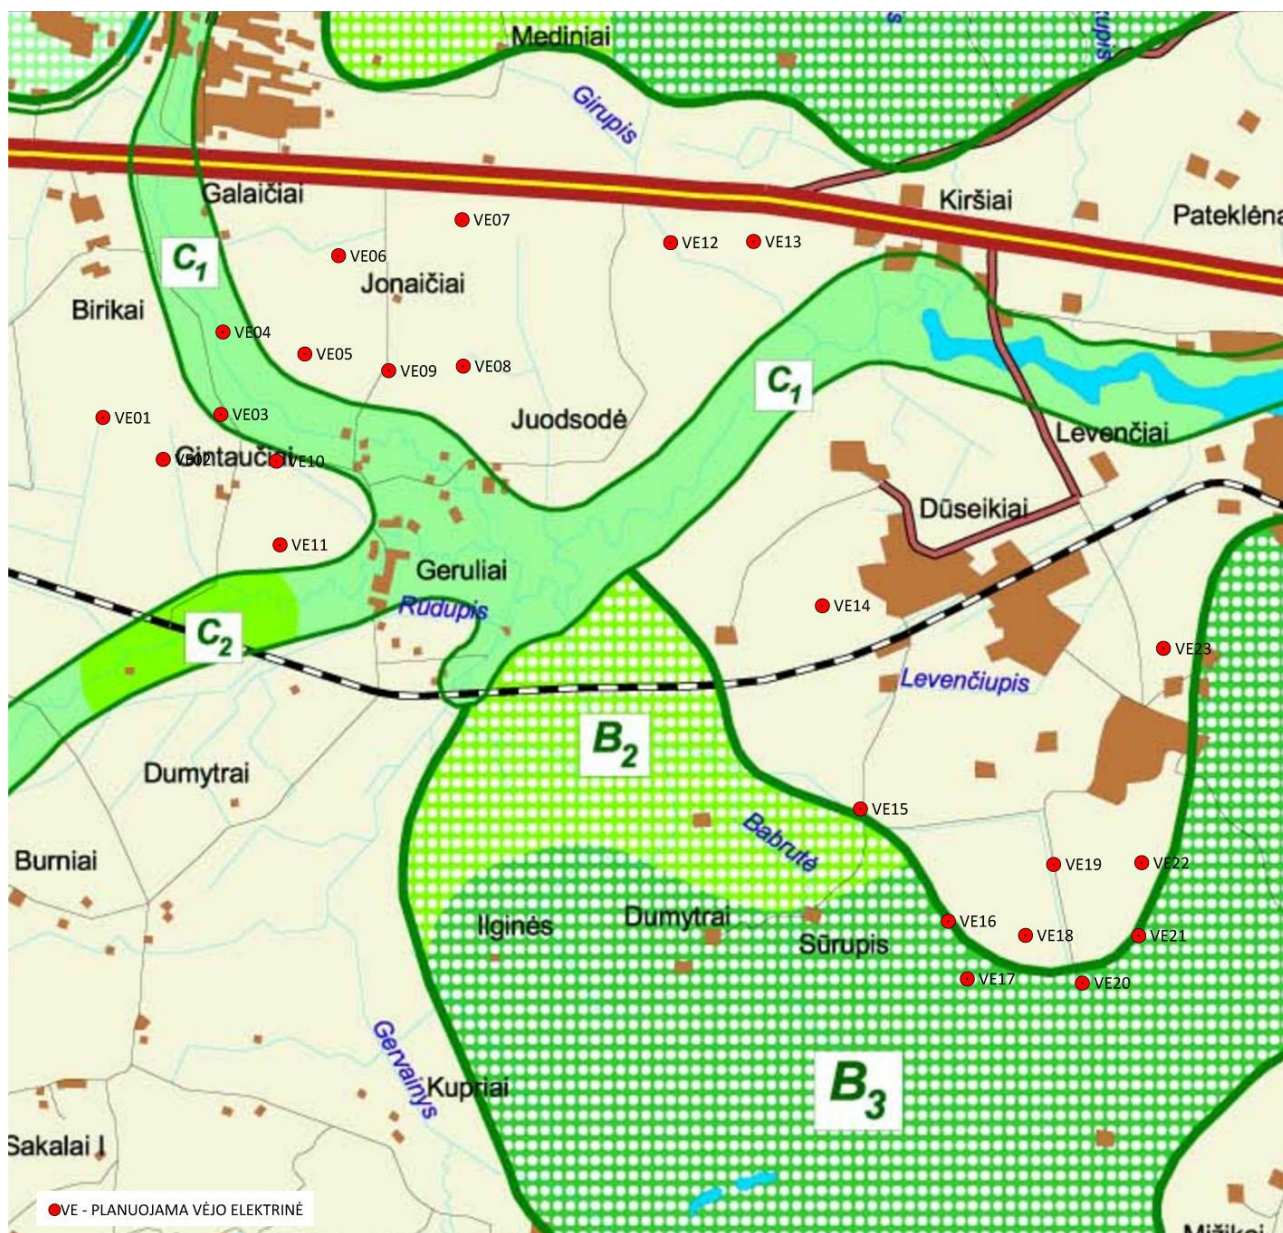 Mediniai
Girupis
Galaičiai
Kiršiai
Pateklėna
VE07
VE12
VE13
VE06
C1
Jonaičiai
Birikai
VE04
VE05
VE09
VE08
C1
VE01
VE03
Juodsodė
Levenčiai
VE02
Gintaučiai
VE10
Dūseikiai
VE11
Geruliai
Rudupis
VE14
C2
VE23
Levenčiupis
B2
Dumytrai
VE15
Babrutė
Burniai
VE19
VE22
Ilginės
Dumytrai
VE16
Sūrupis
VE18
VE21
VE17
VE20
Gervainys
Kupriai
B3
Sakalai I
VE - PLANUOJAMA VĖJO ELEKTRINĖ